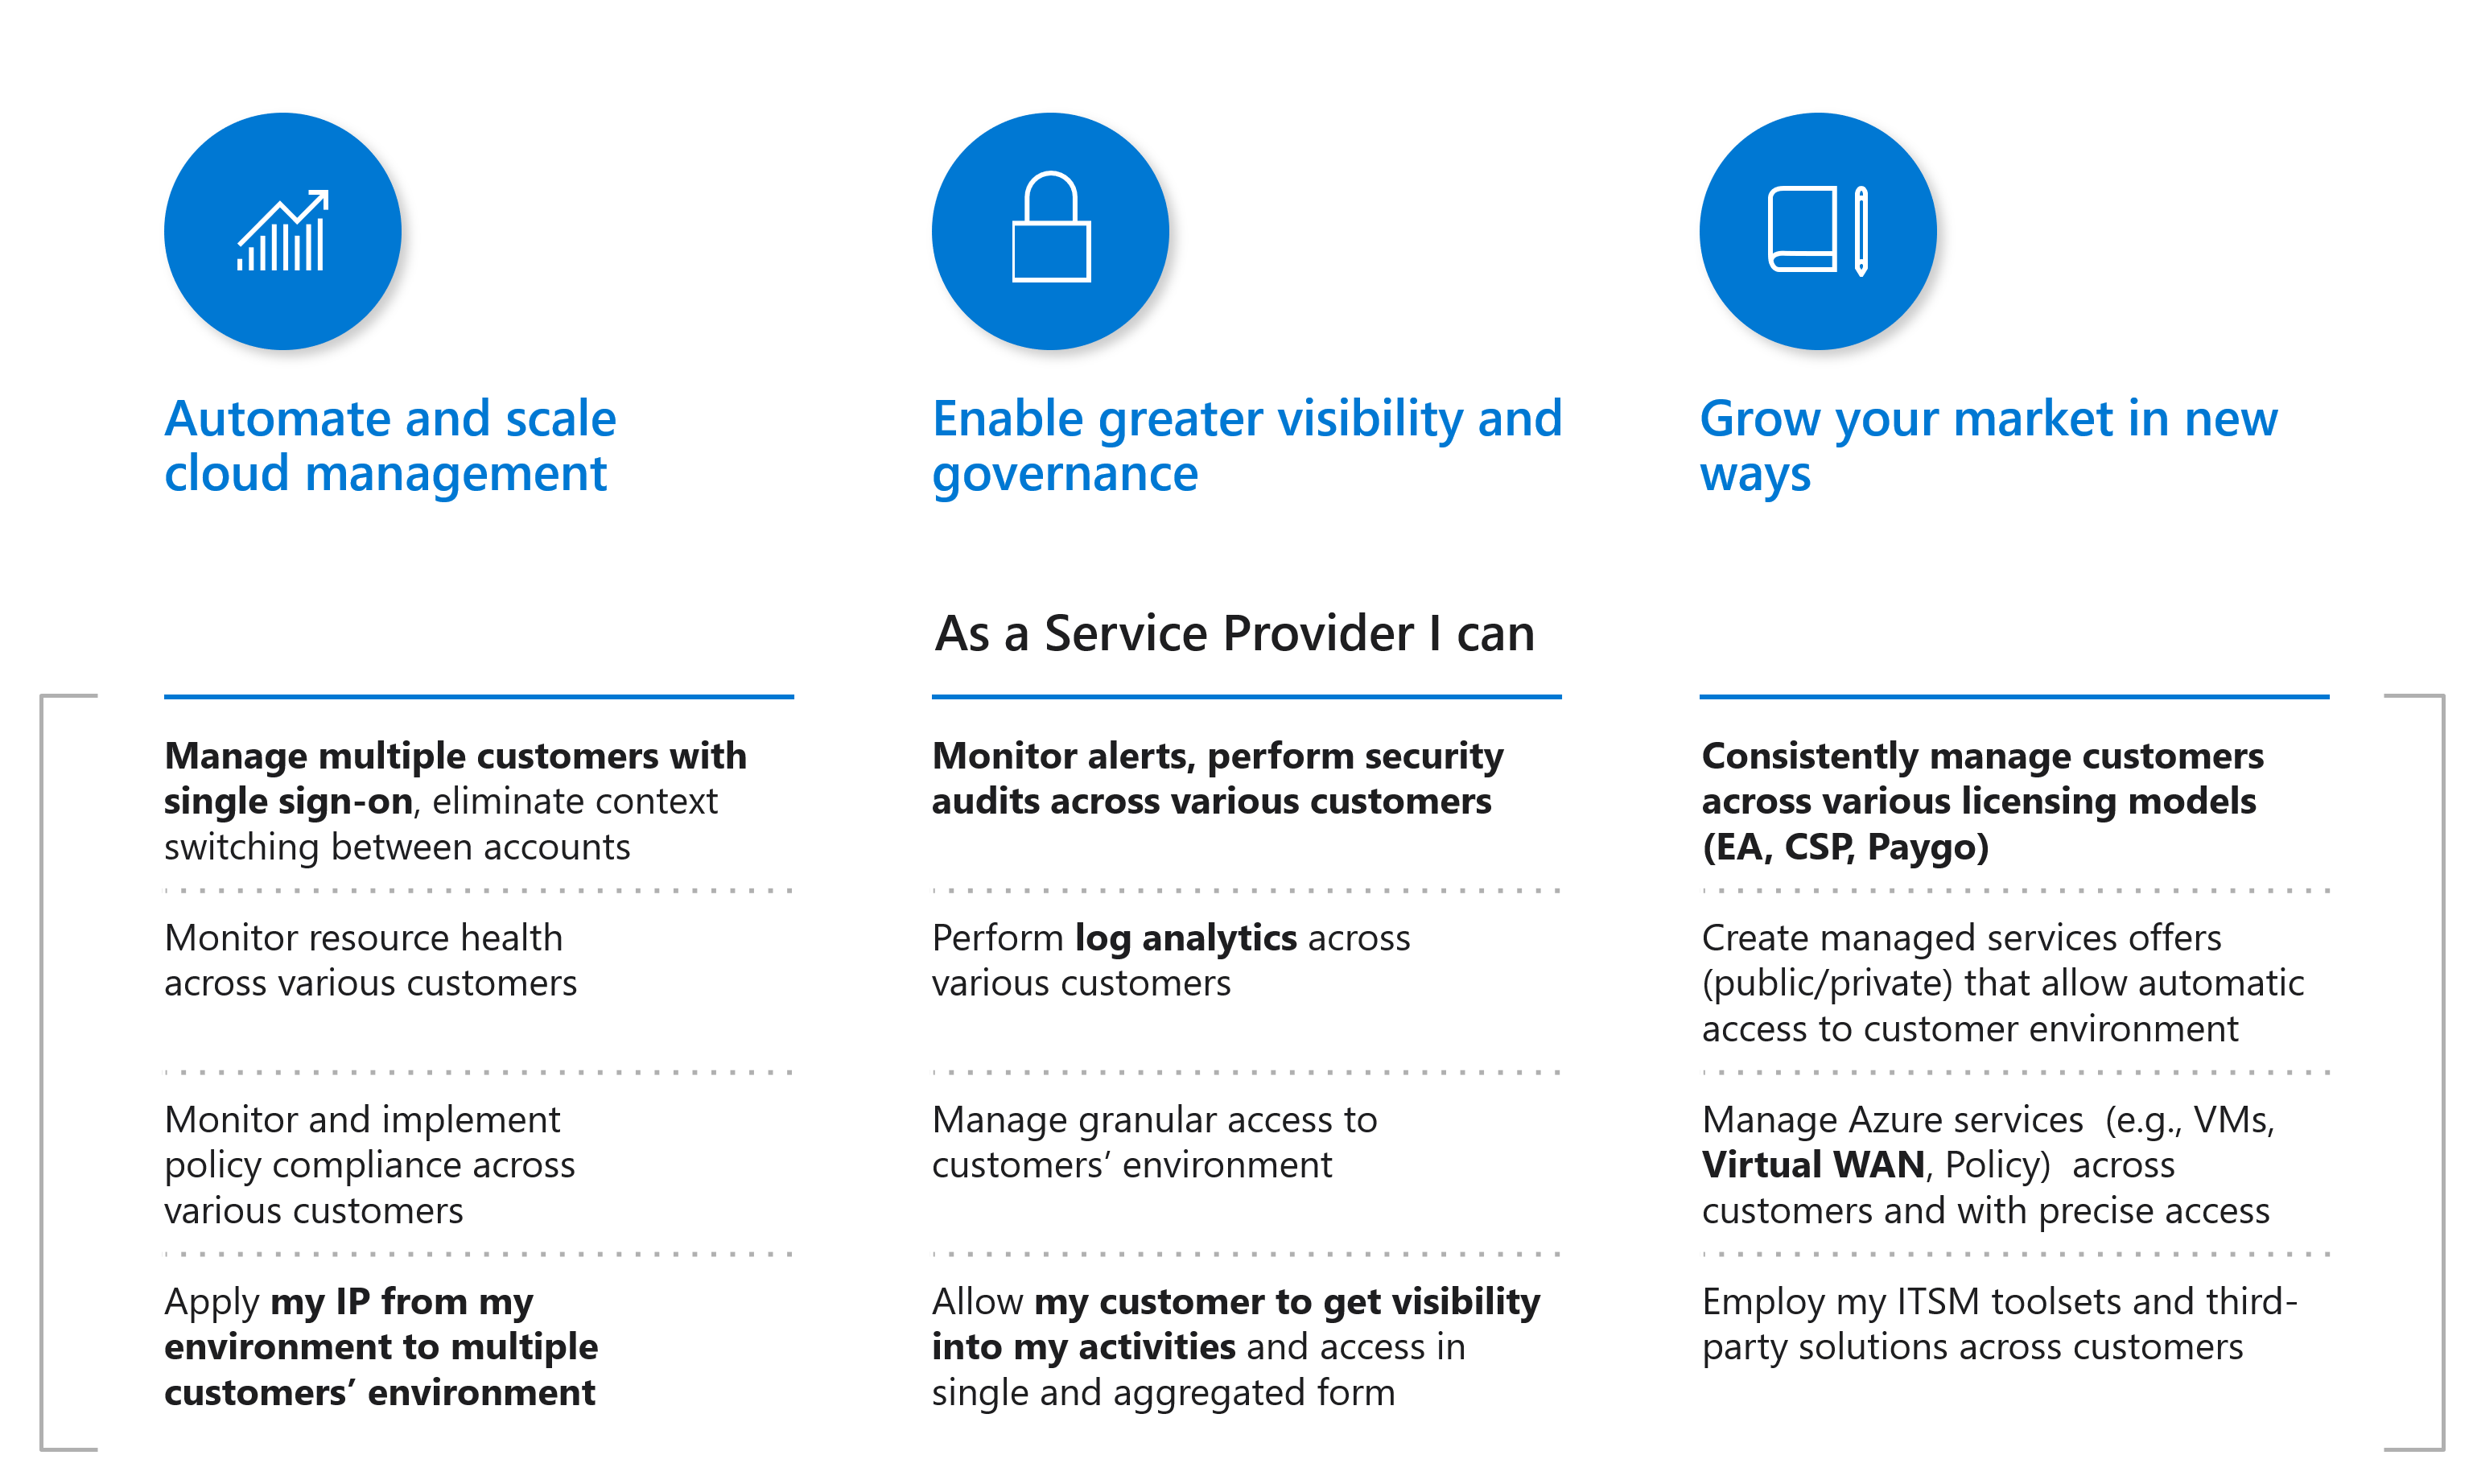 Automate and scale
cloud management
Enable greater visibility and
governance
Grow your market in new
ways
As a Service Provider I can
Manage multiple customers with
single sign-on, eliminate context
switching between accounts
Monitor resource health
across various customers
Monitor and implement
policy compliance across
various customers
Apply my IP from my
environment to multiple
customers’ environment
Monitor alerts, perform security
audits across various customers
Perform log analytics across
various customers
Manage granular access to
customers’ environment
Allow my customer to get visibility
into my activities and access in
single and aggregated form
Consistently manage customers
across various licensing models
(EA, CSP, Paygo)
Create managed services offers
(public/private) that allow automatic
access to customer environment
Manage Azure services (e.g., VMs,
Virtual WAN, Policy) across
customers and with precise access
Employ my ITSM toolsets and third-
party solutions across customers